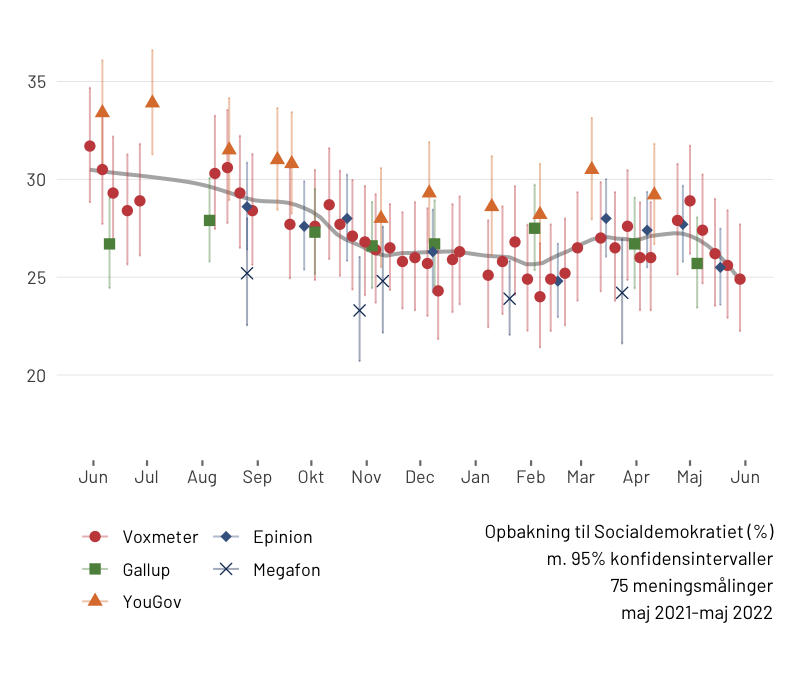 35
30
25
20
Jun Jul Aug Sep Okt Nov Dec Jan Feb Mar Apr Maj Jun
Voxmeter Epinion
Gallup Megafon
YouGov
Opbakning til Socialdemokratiet (%)
m. 95% konfidensintervaller
75 meningsmålinger
maj 2021-maj 2022